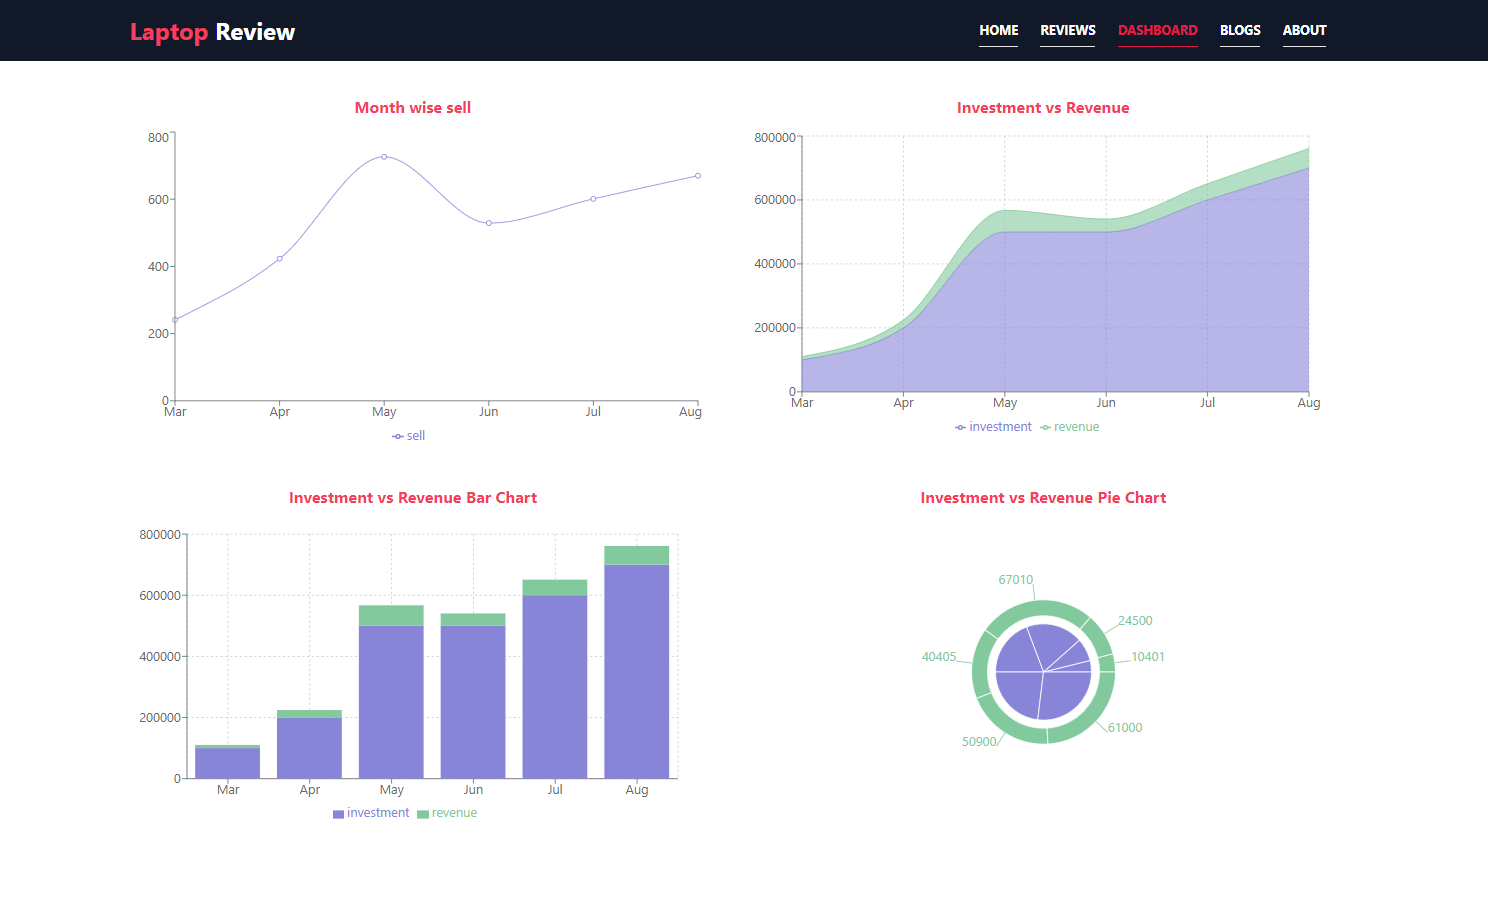 Laptop Review
HOME REVIEWS DASHBOARD BLOGS ABOUT
Month wise sell
800
600
400
200
0
Mar Apr May Jun Jul Aug
sell
Investment vs Revenue
800000
600000
400000
200000
0
Mar Apr May Jun Jul Aug
investment revenue
Investment vs Revenue Bar Chart
800000
600000
400000
200000
0
Mar Apr May Jun Jul Aug
investment revenue
Investment vs Revenue Pie Chart
67010
24500
40405
10401
61000
50900